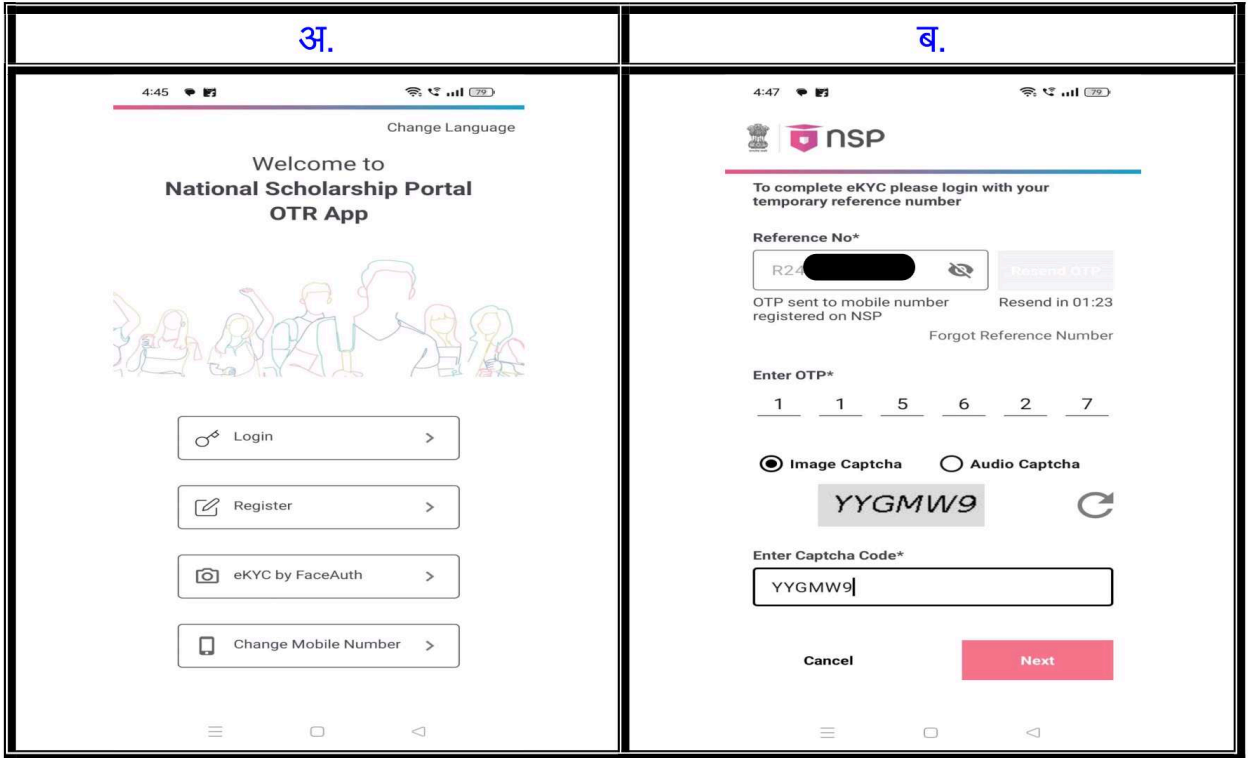 अ.
ब.
4:45
79
Change Language
Welcome to
National Scholarship Portal
OTR App
Login
Register
eKYC by FaceAuth
Change Mobile Number
4:47
79
NSP
To complete eKYC please login with your
temporary reference number
Reference No*
R24
Resend OTP
OTP sent to mobile number
registered on NSP
Resend in 01:23
Forgot Reference Number
Enter OTP*
1 1 5 6 2 7
Image Captcha
Audio Captcha
YYGMW9
Enter Captcha Code*
YYGMW9
Cancel
Next